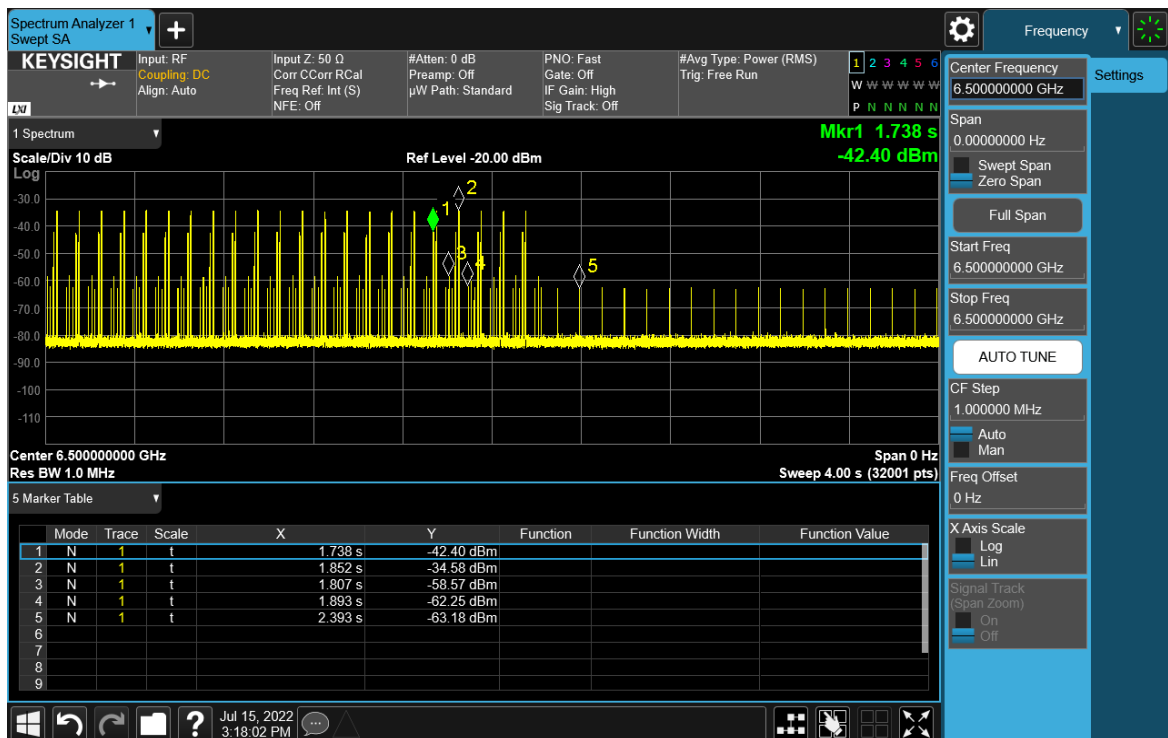 Spectrum Analyzer 1
Swept SA
Frequency
KEYSIGHT
LXI
Input: RF
Coupling: DC
Align: Auto
Input Z: 50 Ω
Corr CCorr RCal
Freq Ref: Int (S)
NFE: Off
#Atten: 0 dB
Preamp: Off
µW Path: Standard
PNO: Fast
Gate: Off
IF Gain: High
Sig Track: Off
#Avg Type: Power (RMS)
Trig: Free Run
1 2 3 4 5 6
W W W W W W
P N N N N N
1 Spectrum
Scale/Div 10 dB
Ref Level -20.00 dBm
Mkr1 1.738 s
-42.40 dBm
Log
-30.0
-40.0
-50.0
-60.0
-70.0
-80.0
-90.0
-100
-110
1
2
3
4
5
Center 6.500000000 GHz
Span 0 Hz
Res BW 1.0 MHz
Sweep 4.00 s (32001 pts)
5 Marker Table
Mode Trace Scale X Y Function Function Width Function Value
1 N 1 t 1.738 s -42.40 dBm
2 N 1 t 1.852 s -34.58 dBm
3 N 1 t 1.807 s -58.57 dBm
4 N 1 t 1.893 s -62.25 dBm
5 N 1 t 2.393 s -63.18 dBm
6
7
8
9
Jul 15, 2022
3:18:02 PM
Center Frequency
6.500000000 GHz
Settings
Span
0.00000000 Hz
Swept Span
Zero Span
Full Span
Start Freq
6.500000000 GHz
Stop Freq
6.500000000 GHz
AUTO TUNE
CF Step
1.000000 MHz
Auto
Man
Freq Offset
0 Hz
X Axis Scale
Log
Lin
Signal Track
(Span Zoom)
On
Off